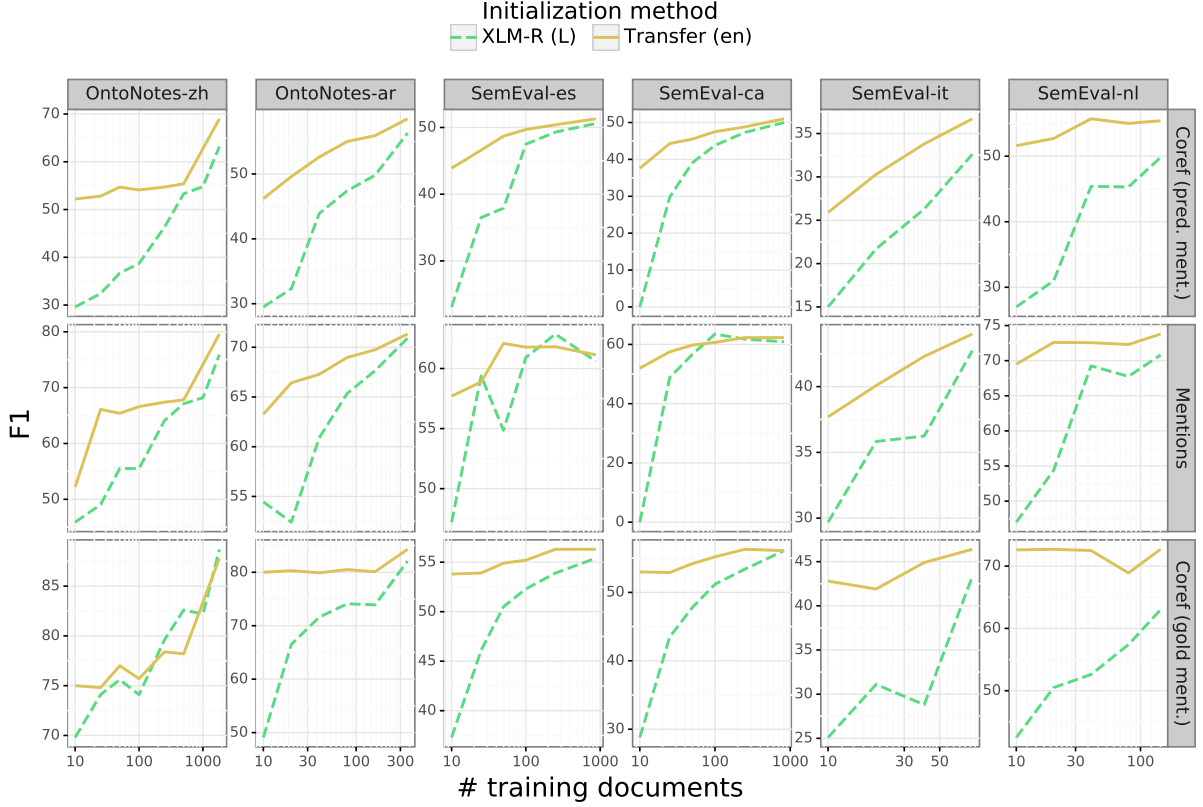 Initialization method
XLM-R (L) Transfer (en)
OntoNotes-zh OntoNotes-ar SemEval-es SemEval-ca SemEval-it SemEval-nl
70 60 50 40 30
50 40 30
50 40 30
50 40 30 20 10 0
35 30 25 20 15
50 40 30
Coref (pred. ment.)
80 70 60 50
70 65 60 55
60 55 50
60 40 20 0
40 35 30
75 70 65 60 55 50
Mentions
85 80 75 70
80 70 60 50
55 50 45 40
50 40 30
45 40 35 30 25
70 60 50
Coref (gold ment.)
F1
10 100 1000
10 30 100 300
10 100 1000
10 100 1000
10 30 50
10 30 100
# training documents